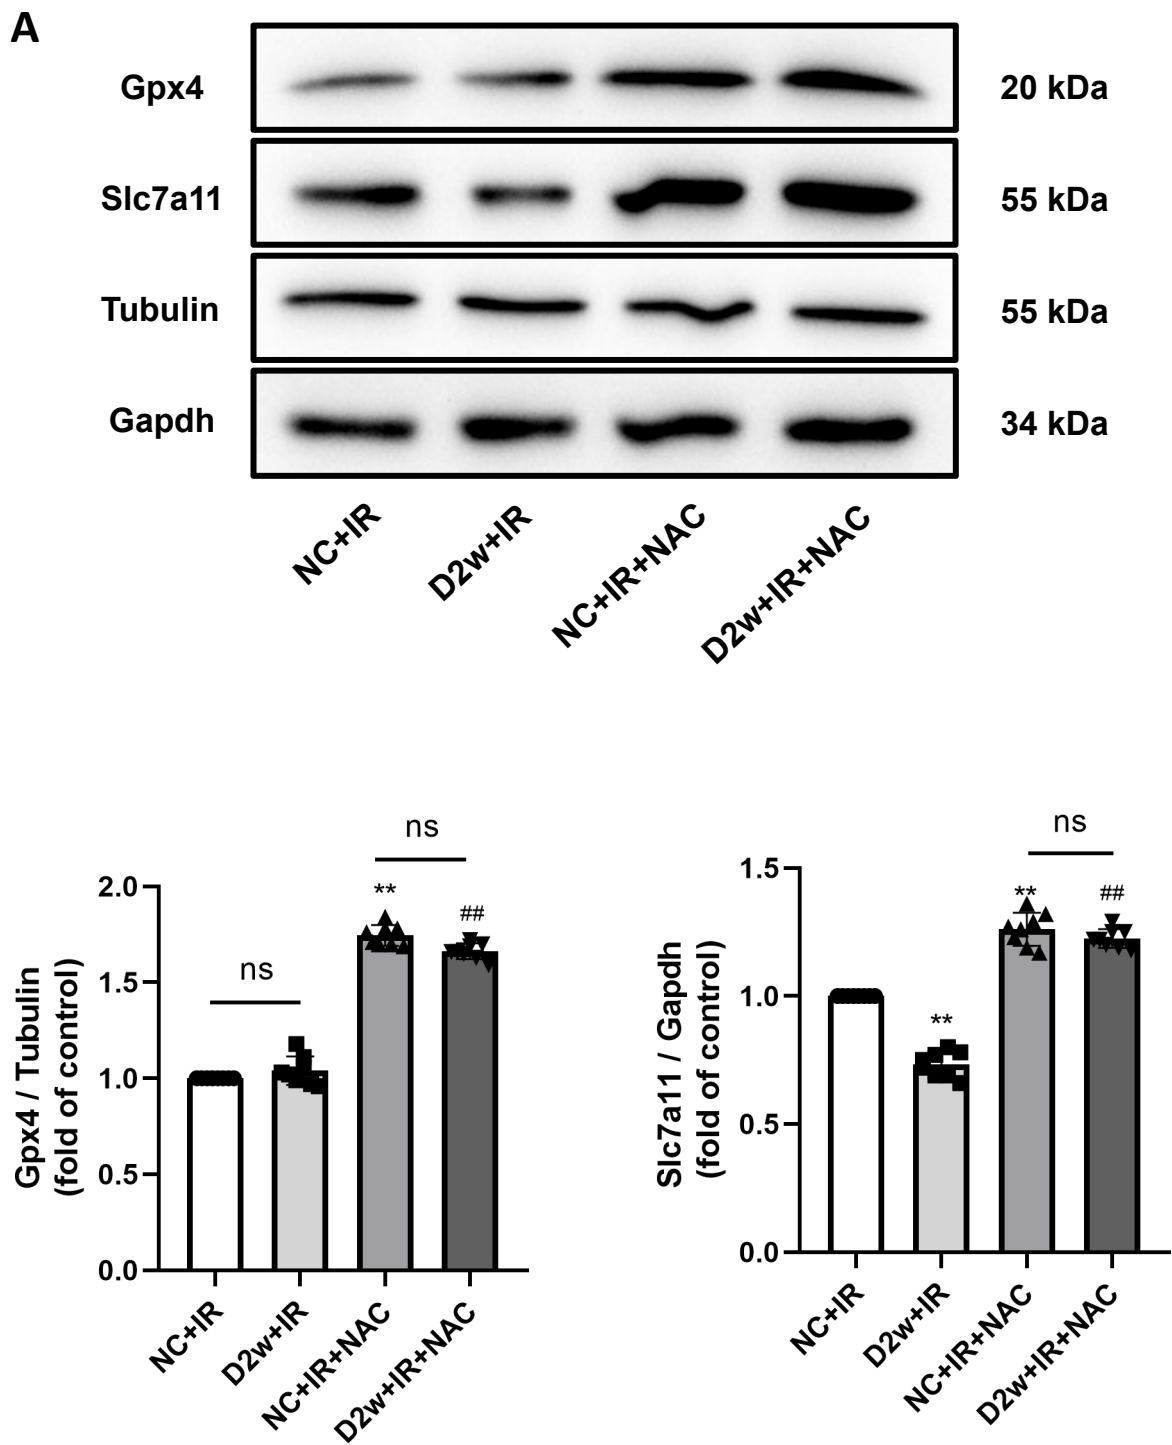 A
Gpx4 20 kDa
Slc7a11 55 kDa
Tubulin 55 kDa
Gapdh 34 kDa
NC+IR D2w+IR NC+IR+NAC D2w+IR+NAC
Gpx4 / Tubulin
(fold of control)
2.0
1.5
1.0
0.5
0.0
ns
ns
**
##
NC+IR D2w+IR NC+IR+NAC D2w+IR+NAC
Slc7a11 / Gapdh
(fold of control)
1.5
1.0
0.5
0.0
ns
**
**
##
NC+IR D2w+IR NC+IR+NAC D2w+IR+NAC